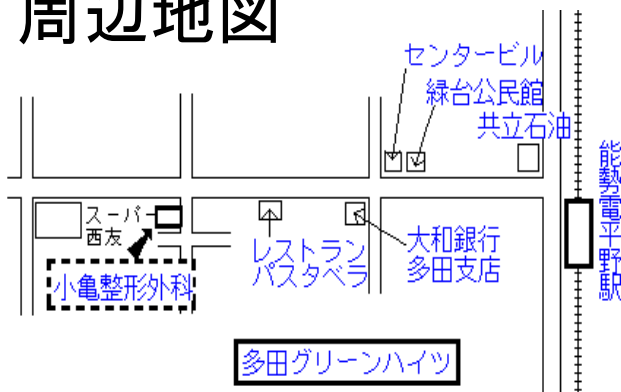 周辺地図
センタービル
緑台公民館
共立石油
能勢電平野駅
スーパー
西友
小亀整形外科
レストラン
パスタベラ
大和銀行
多田支店
多田グリーンハイツ